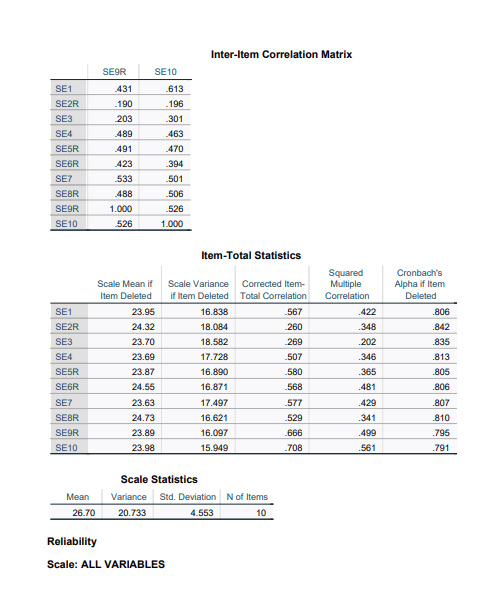 Inter-Item Correlation Matrix
SE9R SE10
SE1 .431 .613
SE2R .190 .196
SE3 .203 .301
SE4 .489 .463
SE5R .491 .470
SE6R .423 .394
SE7 .533 .501
SE8R .488 .506
SE9R 1.000 .526
SE10 .526 1.000
Item-Total Statistics
Scale Mean if Item Deleted Scale Variance if Item Deleted Corrected Item-Total Correlation Squared Multiple Correlation Cronbach's Alpha if Item Deleted
SE1 23.95 16.838 .567 .422 .806
SE2R 24.32 18.084 .260 .348 .842
SE3 23.70 18.582 .269 .202 .835
SE4 23.69 17.728 .507 .346 .813
SE5R 23.87 16.890 .580 .365 .805
SE6R 24.55 16.871 .568 .481 .806
SE7 23.63 17.497 .577 .429 .807
SE8R 24.73 16.621 .529 .341 .810
SE9R 23.89 16.097 .666 .499 .795
SE10 23.98 15.949 .708 .561 .791
Scale Statistics
Mean Variance Std. Deviation N of Items
26.70 20.733 4.553 10
Reliability
Scale: ALL VARIABLES